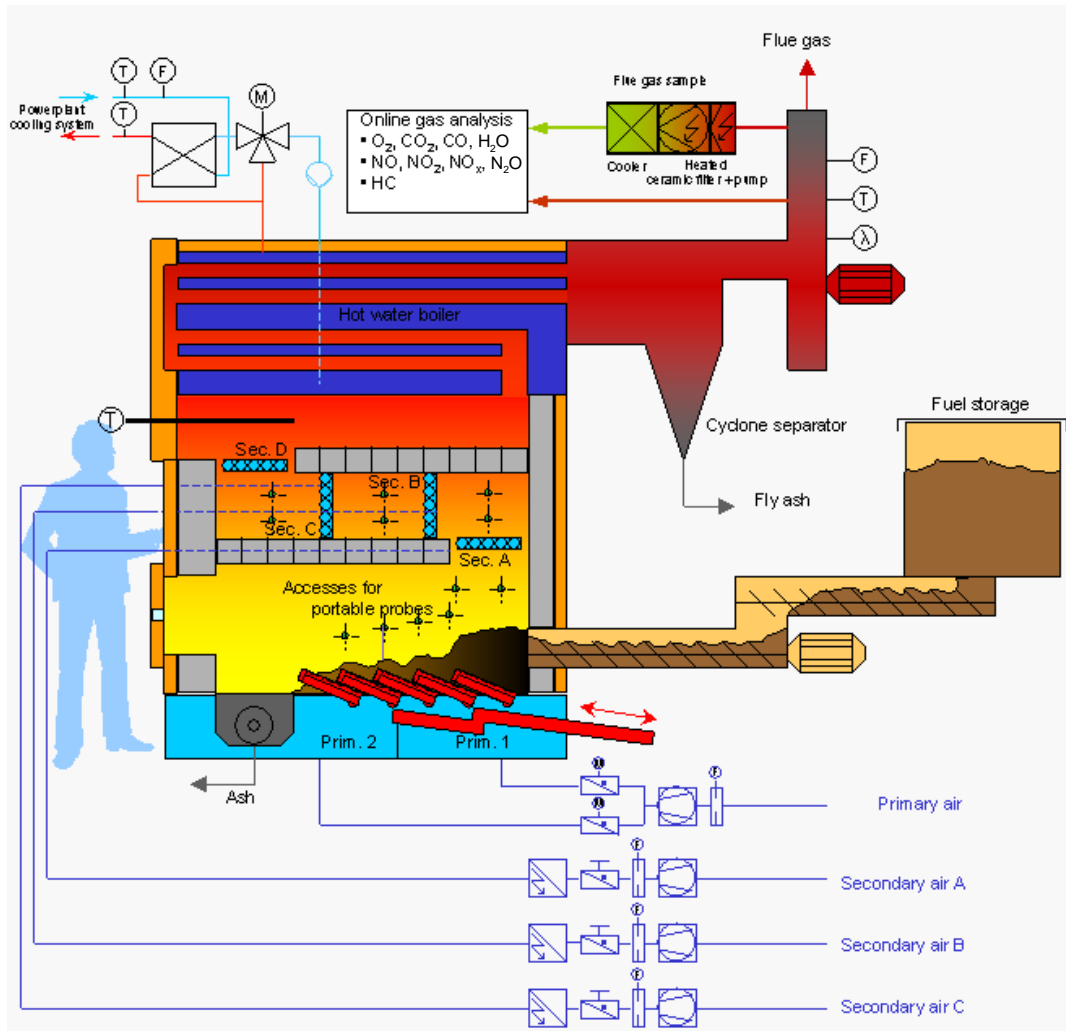 Flue gas
T
F
T
Powerplant
cooling system
M
Flue gas sample
Online gas analysis
▪ O₂, CO₂, CO, H₂O
▪ NO, NO₂, NOₓ, N₂O
▪ HC
Cooler
Heated
ceramic filter+pump
F
T
λ
Hot water boiler
T
Fuel storage
Cyclone separator
Sec. D
Sec. B
Fly ash
Sec. C
Sec. A
Accesses for
portable probes
Prim. 2
Prim. 1
Ash
F
Primary air
F
Secondary air A
F
Secondary air B
F
Secondary air C